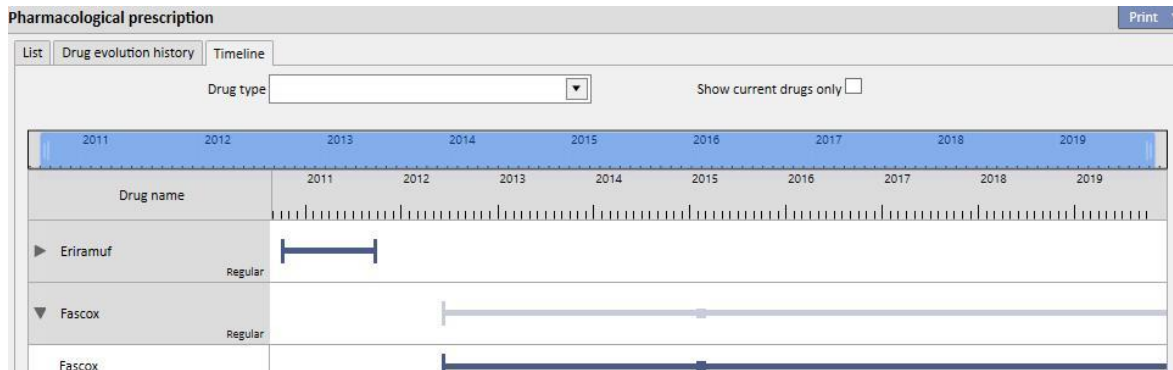 Pharmacological prescription
Print
List Drug evolution history Timeline
Drug type
Show current drugs only
2011 2012 2013 2014 2015 2016 2017 2018 2019
Drug name
2011 2012 2013 2014 2015 2016 2017 2018 2019
Eriramuf
Regular
Fascox
Regular
Fascox